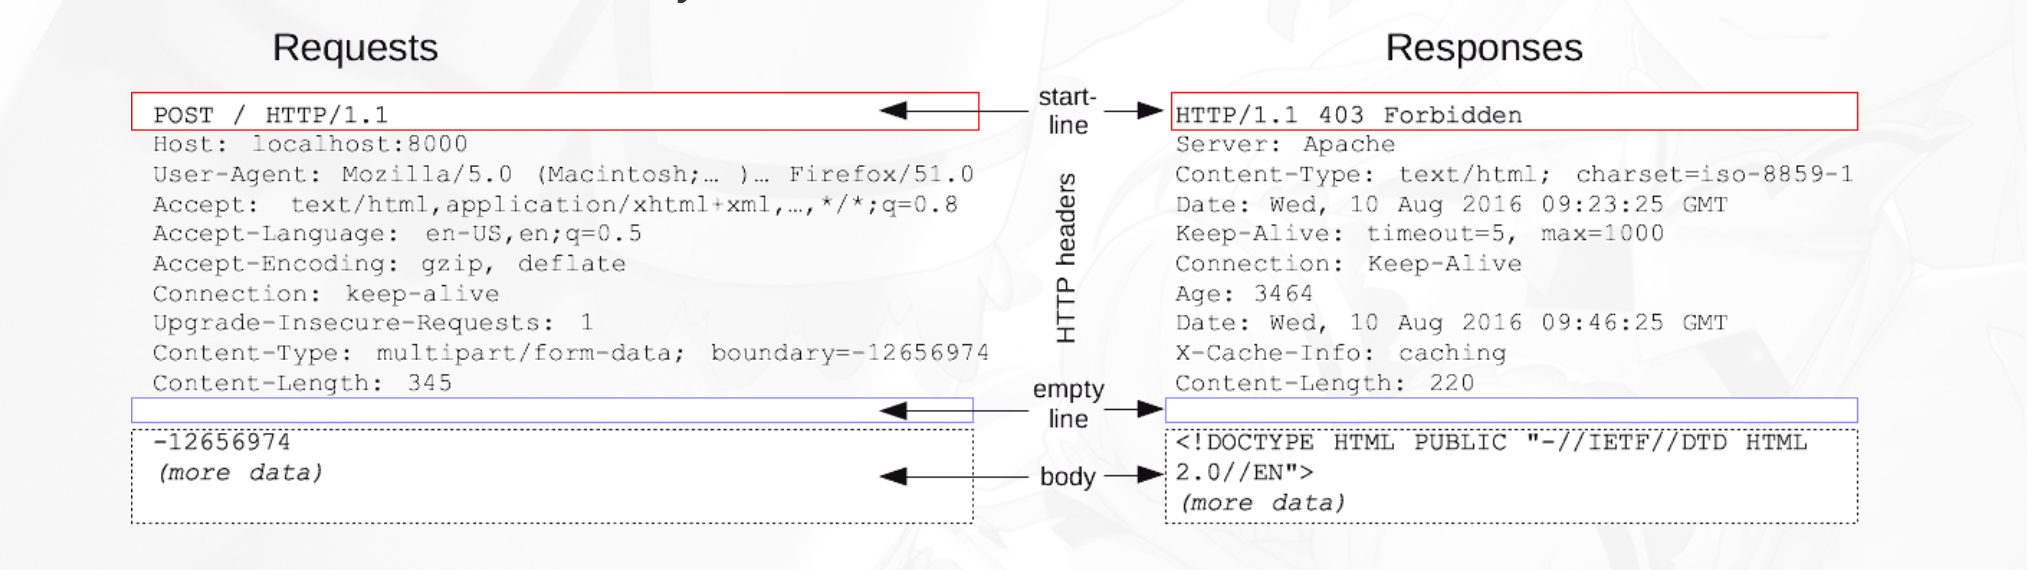 Requests
POST / HTTP/1.1
Host: localhost:8000
User-Agent: Mozilla/5.0 (Macintosh;… )… Firefox/51.0
Accept: text/html,application/xhtml+xml,…,*/*;q=0.8
Accept-Language: en-US,en;q=0.5
Accept-Encoding: gzip, deflate
Connection: keep-alive
Upgrade-Insecure-Requests: 1
Content-Type: multipart/form-data; boundary=-12656974
Content-Length: 345
-12656974
(more data)
start-
line
HTTP headers
empty
line
body
Responses
HTTP/1.1 403 Forbidden
Server: Apache
Content-Type: text/html; charset=iso-8859-1
Date: Wed, 10 Aug 2016 09:23:25 GMT
Keep-Alive: timeout=5, max=1000
Connection: Keep-Alive
Age: 3464
Date: Wed, 10 Aug 2016 09:46:25 GMT
X-Cache-Info: caching
Content-Length: 220
<!DOCTYPE HTML PUBLIC "-//IETF//DTD HTML
2.0//EN">
(more data)